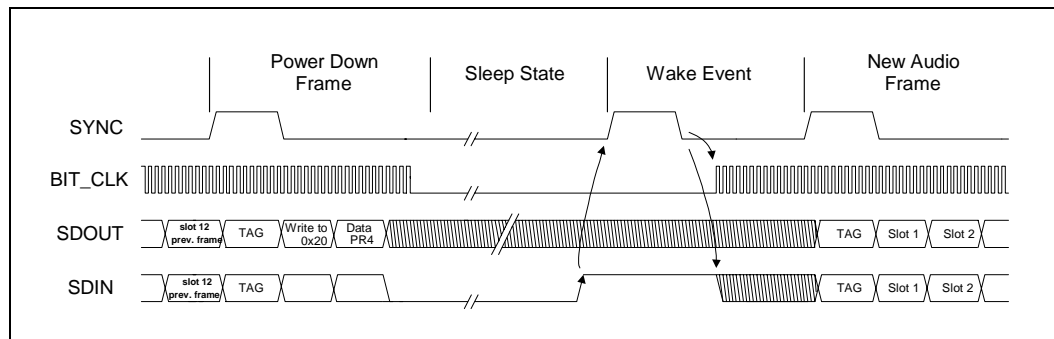 Power Down
Frame
Sleep State
Wake Event
New Audio
Frame
SYNC
BIT_CLK
SDOUT
slot 12
prev. frame
TAG
Write to
0x20
Data
PR4
TAG
Slot 1
Slot 2
SDIN
slot 12
prev. frame
TAG
TAG
Slot 1
Slot 2